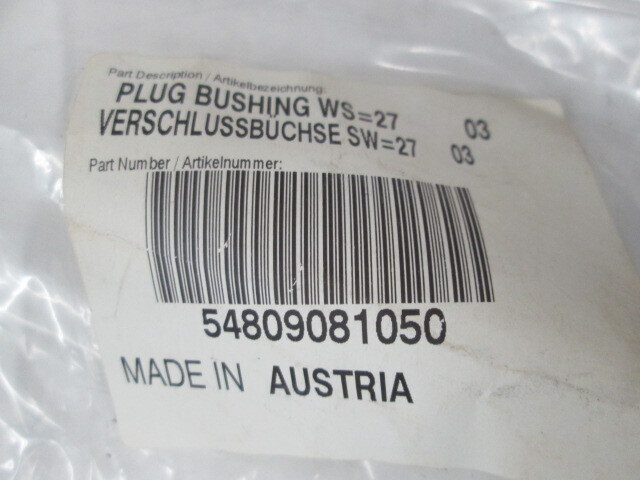 Part Description / Artikelbezeichnung:
PLUG BUSHING WS=27 03
VERSCHLUSSBÜCHSE SW=27 03
Part Number / Artikelnummer:
54809081050
MADE IN AUSTRIA